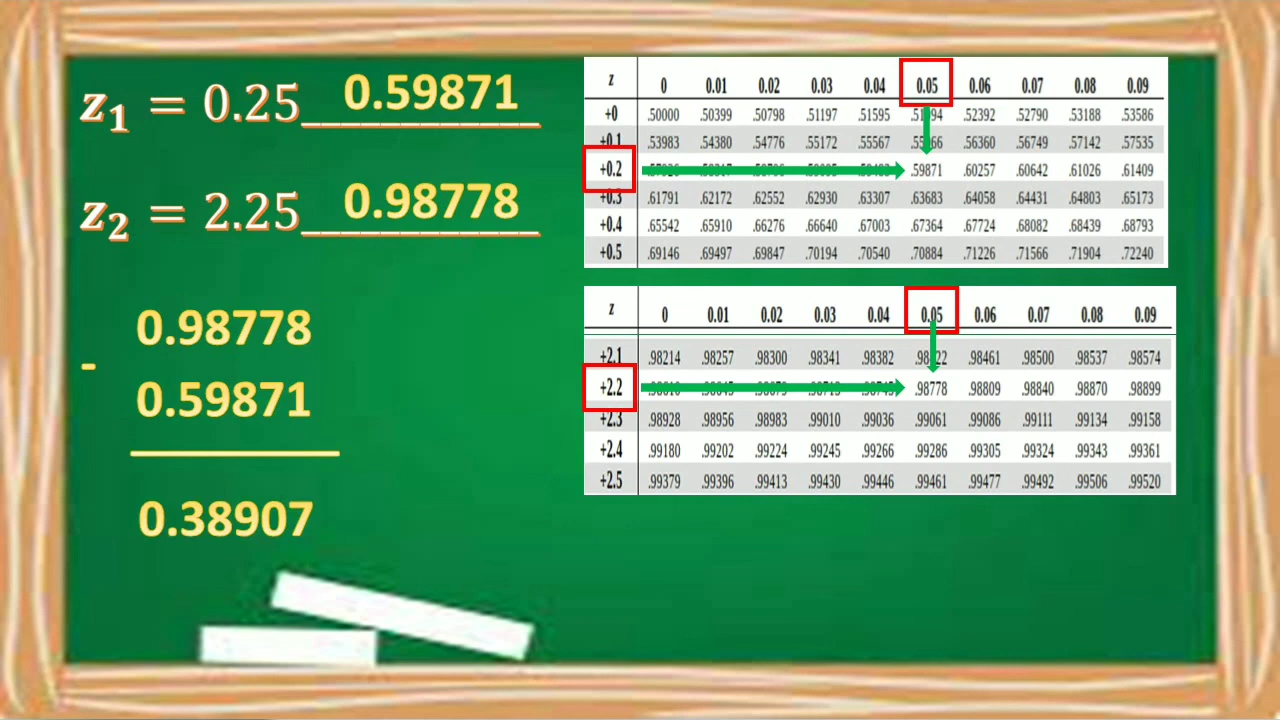 z₁ = 0.25____________ 0.59871
z₂ = 2.25____________ 0.98778
0.98778
-
0.59871
0.38907
z 0 0.01 0.02 0.03 0.04 0.05 0.06 0.07 0.08 0.09
+0 .50000 .50399 .50798 .51197 .51595 .52392 .52790 .53188 .53586
+0.1 .53983 .54380 .54776 .55172 .55567 .56360 .56749 .57142 .57535
+0.2 .59871 .60257 .60642 .61026 .61409
+0.3 .61791 .62172 .62552 .62930 .63307 .63683 .64058 .64431 .64803 .65173
+0.4 .65542 .65910 .66276 .66640 .67003 .67364 .67724 .68082 .68439 .68793
+0.5 .69146 .69497 .69847 .70194 .70540 .70884 .71226 .71566 .71904 .72240
z 0 0.01 0.02 0.03 0.04 0.05 0.06 0.07 0.08 0.09
+2.1 .98214 .98257 .98300 .98341 .98382 .98461 .98500 .98537 .98574
+2.2 .98778 .98809 .98840 .98870 .98899
+2.3 .98928 .98956 .98983 .99010 .99036 .99061 .99086 .99111 .99134 .99158
+2.4 .99180 .99202 .99224 .99245 .99266 .99286 .99305 .99324 .99343 .99361
+2.5 .99379 .99396 .99413 .99430 .99446 .99461 .99477 .99492 .99506 .99520